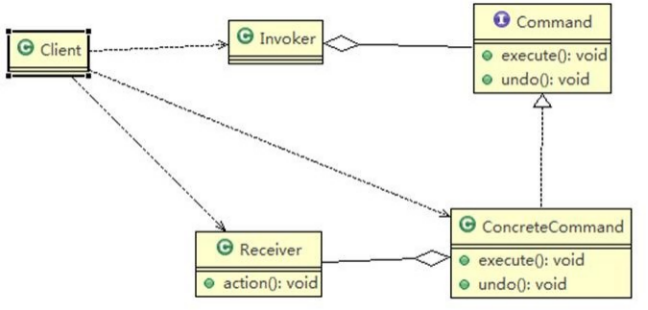 I Command
C Invoker
C Client
execute(): void
undo(): void
C ConcreteCommand
C Receiver
execute(): void
action(): void
undo(): void